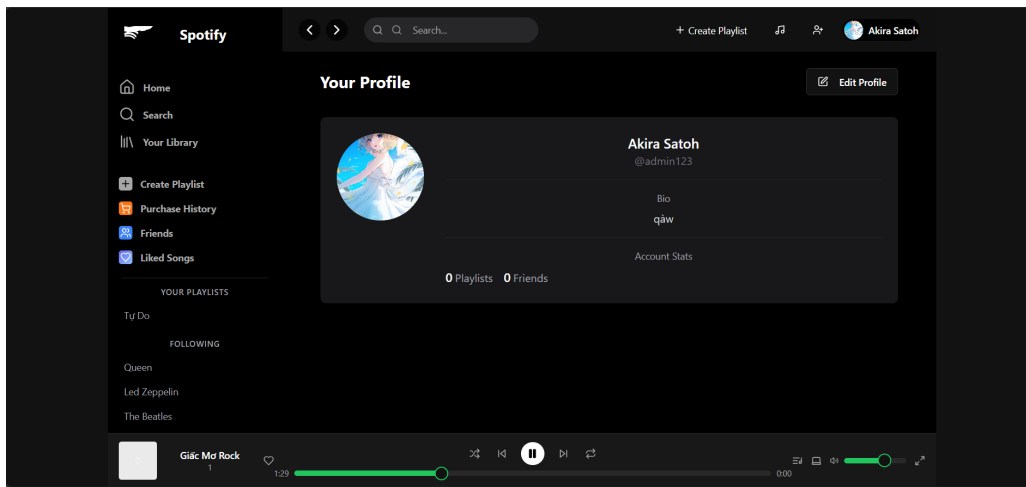 Spotify
Search...
+ Create Playlist
Akira Satoh
Home
Search
Your Library
Create Playlist
Purchase History
Friends
Liked Songs
YOUR PLAYLISTS
Tự Do
FOLLOWING
Queen
Led Zeppelin
The Beatles
Your Profile
Edit Profile
Akira Satoh
@admin123
Bio
qàw
Account Stats
0 Playlists 0 Friends
Giấc Mơ Rock
1
1:29
0:00